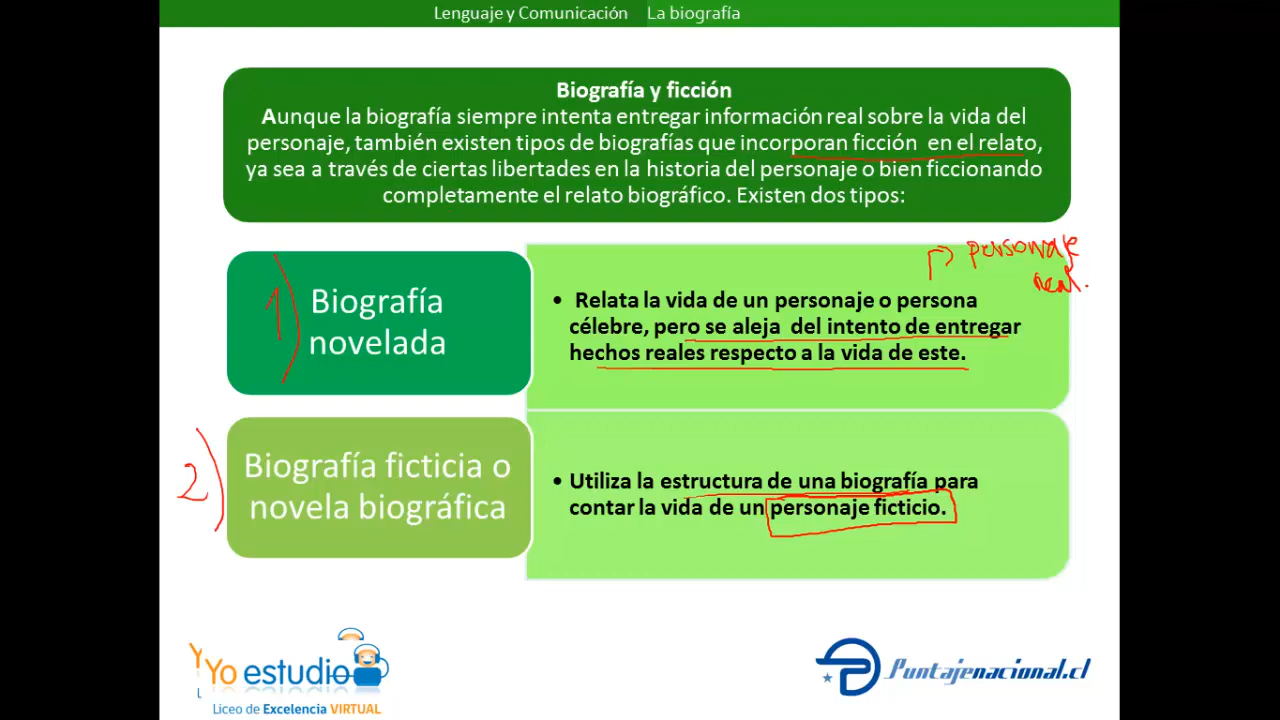 Lenguaje y Comunicación La biografía
Biografía y ficción
Aunque la biografía siempre intenta entregar información real sobre la vida del
personaje, también existen tipos de biografías que incorporan ficción en el relato,
ya sea a través de ciertas libertades en la historia del personaje o bien ficcionando
completamente el relato biográfico. Existen dos tipos:
1)
Biografía
novelada
personaje
real.
• Relata la vida de un personaje o persona
célebre, pero se aleja del intento de entregar
hechos reales respecto a la vida de este.
2)
Biografía ficticia o
novela biográfica
• Utiliza la estructura de una biografía para
contar la vida de un personaje ficticio.
Y
Yo estudio
L
Liceo de Excelencia VIRTUAL
Puntajenacional.cl